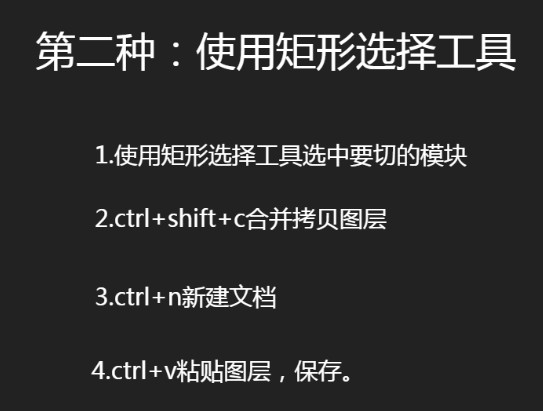 第二种：使用矩形选择工具
1.使用矩形选择工具选中要切的模块
2.ctrl+shift+c合并拷贝图层
3.ctrl+n新建文档
4.ctrl+v粘贴图层，保存。